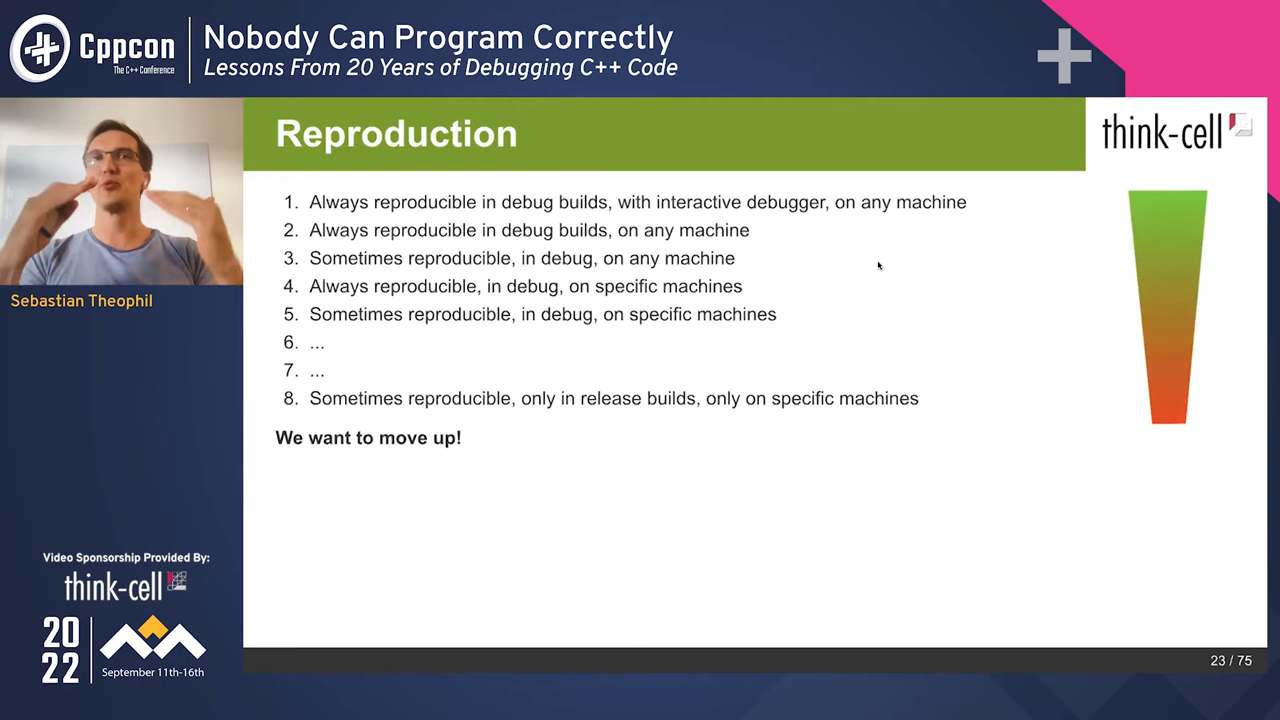 Cppcon
The C++ Conference
Nobody Can Program Correctly
Lessons From 20 Years of Debugging C++ Code
Reproduction
think-cell
1. Always reproducible in debug builds, with interactive debugger, on any machine
2. Always reproducible in debug builds, on any machine
3. Sometimes reproducible, in debug, on any machine
4. Always reproducible, in debug, on specific machines
5. Sometimes reproducible, in debug, on specific machines
6. ...
7. ...
8. Sometimes reproducible, only in release builds, only on specific machines
We want to move up!
Sebastian Theophil
Video Sponsorship Provided By:
think-cell
20
22
September 11th-16th
23 / 75